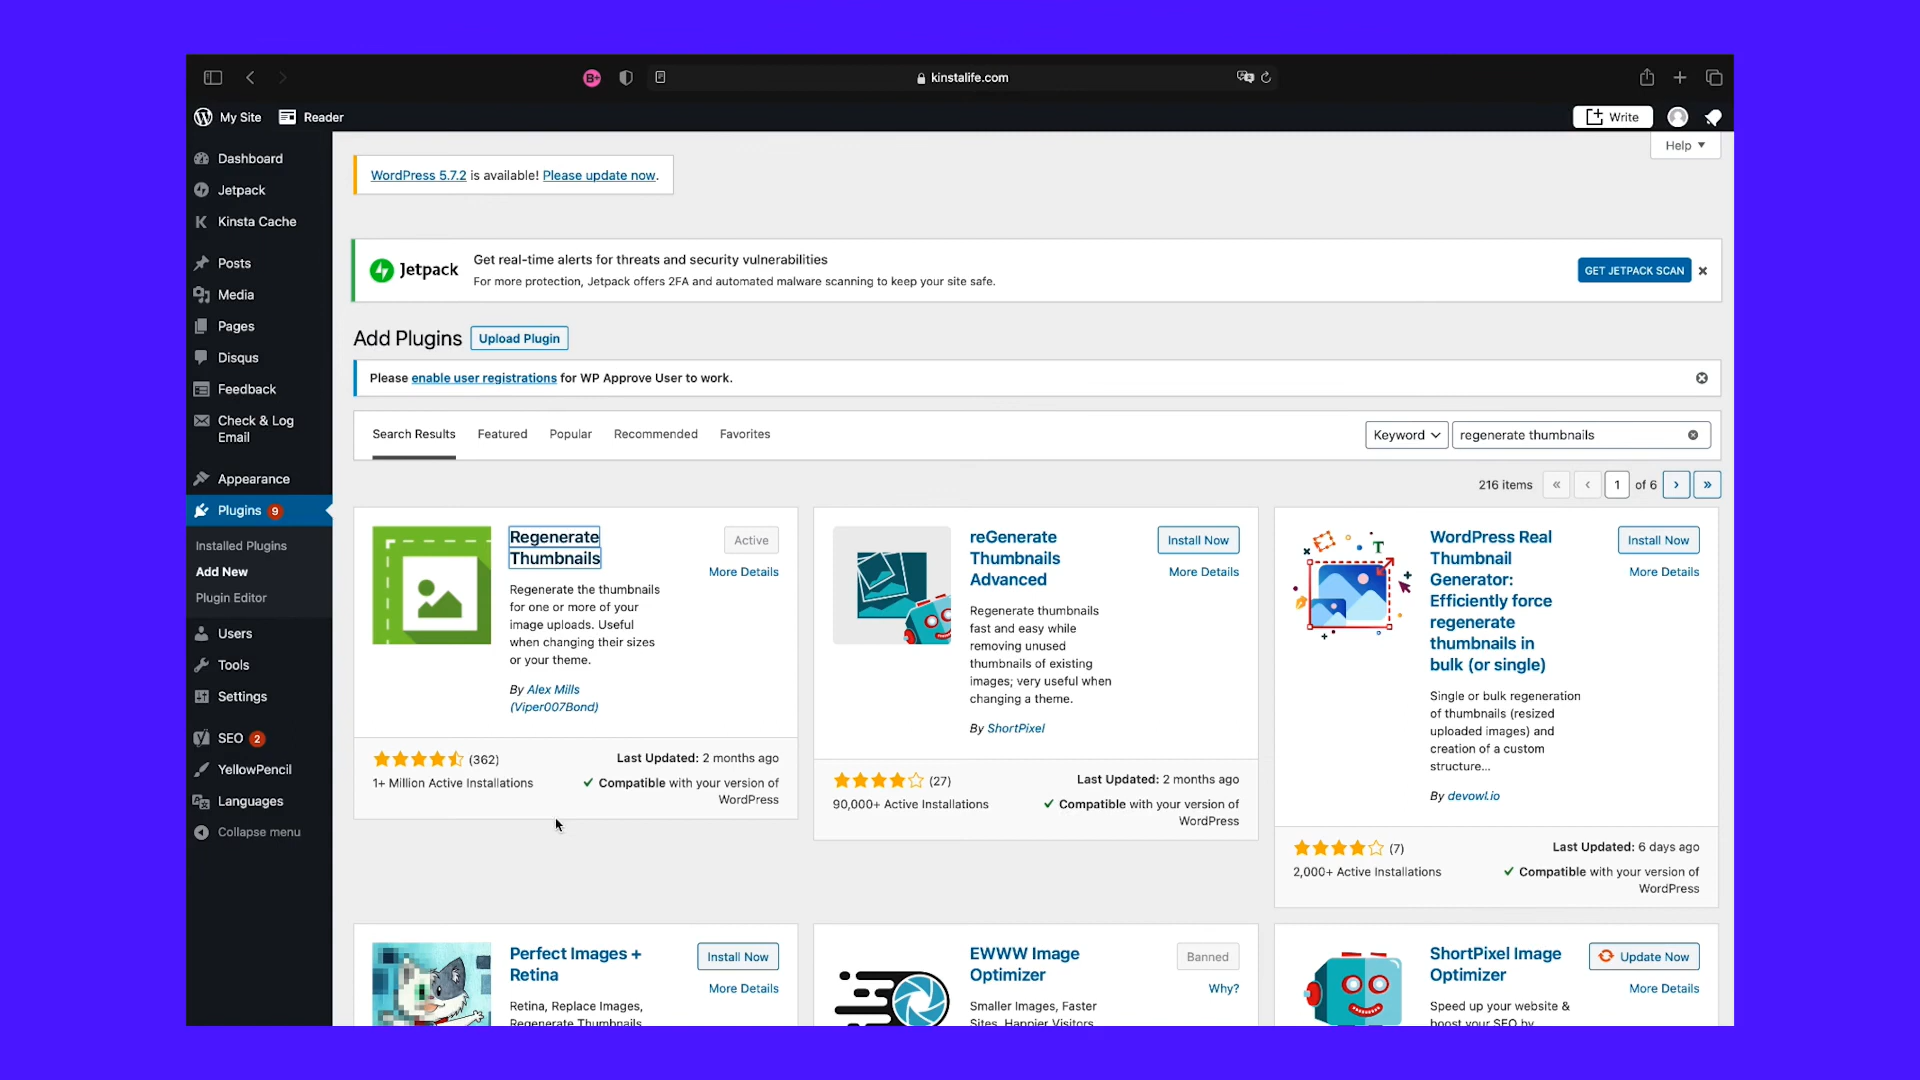 kinstalife.com
My Site
Reader
Write
Help
Dashboard
Jetpack
Kinsta Cache
Posts
Media
Pages
Disqus
Feedback
Check & Log
Email
Appearance
Plugins 9
Installed Plugins
Add New
Plugin Editor
Users
Tools
Settings
SEO 2
YellowPencil
Languages
Collapse menu
WordPress 5.7.2 is available! Please update now.
Jetpack
Get real-time alerts for threats and security vulnerabilities
For more protection, Jetpack offers 2FA and automated malware scanning to keep your site safe.
GET JETPACK SCAN
Add Plugins
Upload Plugin
Please enable user registrations for WP Approve User to work.
Search Results
Featured
Popular
Recommended
Favorites
Keyword
regenerate thumbnails
216 items
«
‹
1
of 6
›
»
Regenerate
Thumbnails
Active
More Details
Regenerate the thumbnails
for one or more of your
image uploads. Useful
when changing their sizes
or your theme.
By Alex Mills
(Viper007Bond)
(362)
1+ Million Active Installations
Last Updated: 2 months ago
Compatible with your version of
WordPress
reGenerate
Thumbnails
Advanced
Install Now
More Details
Regenerate thumbnails
fast and easy while
removing unused
thumbnails of existing
images; very useful when
changing a theme.
By ShortPixel
(27)
90,000+ Active Installations
Last Updated: 2 months ago
Compatible with your version of
WordPress
T
WordPress Real
Thumbnail
Generator:
Efficiently force
regenerate
thumbnails in
bulk (or single)
Install Now
More Details
Single or bulk regeneration
of thumbnails (resized
uploaded images) and
creation of a custom
structure...
By devowl.io
(7)
2,000+ Active Installations
Last Updated: 6 days ago
Compatible with your version of
WordPress
Perfect Images +
Retina
Install Now
More Details
Retina, Replace Images,
Regenerate Thumbnails
EWWW Image
Optimizer
Banned
Why?
Smaller Images, Faster
Sites, Happier Visitors
ShortPixel Image
Optimizer
Update Now
More Details
Speed up your website &
boost your SEO by